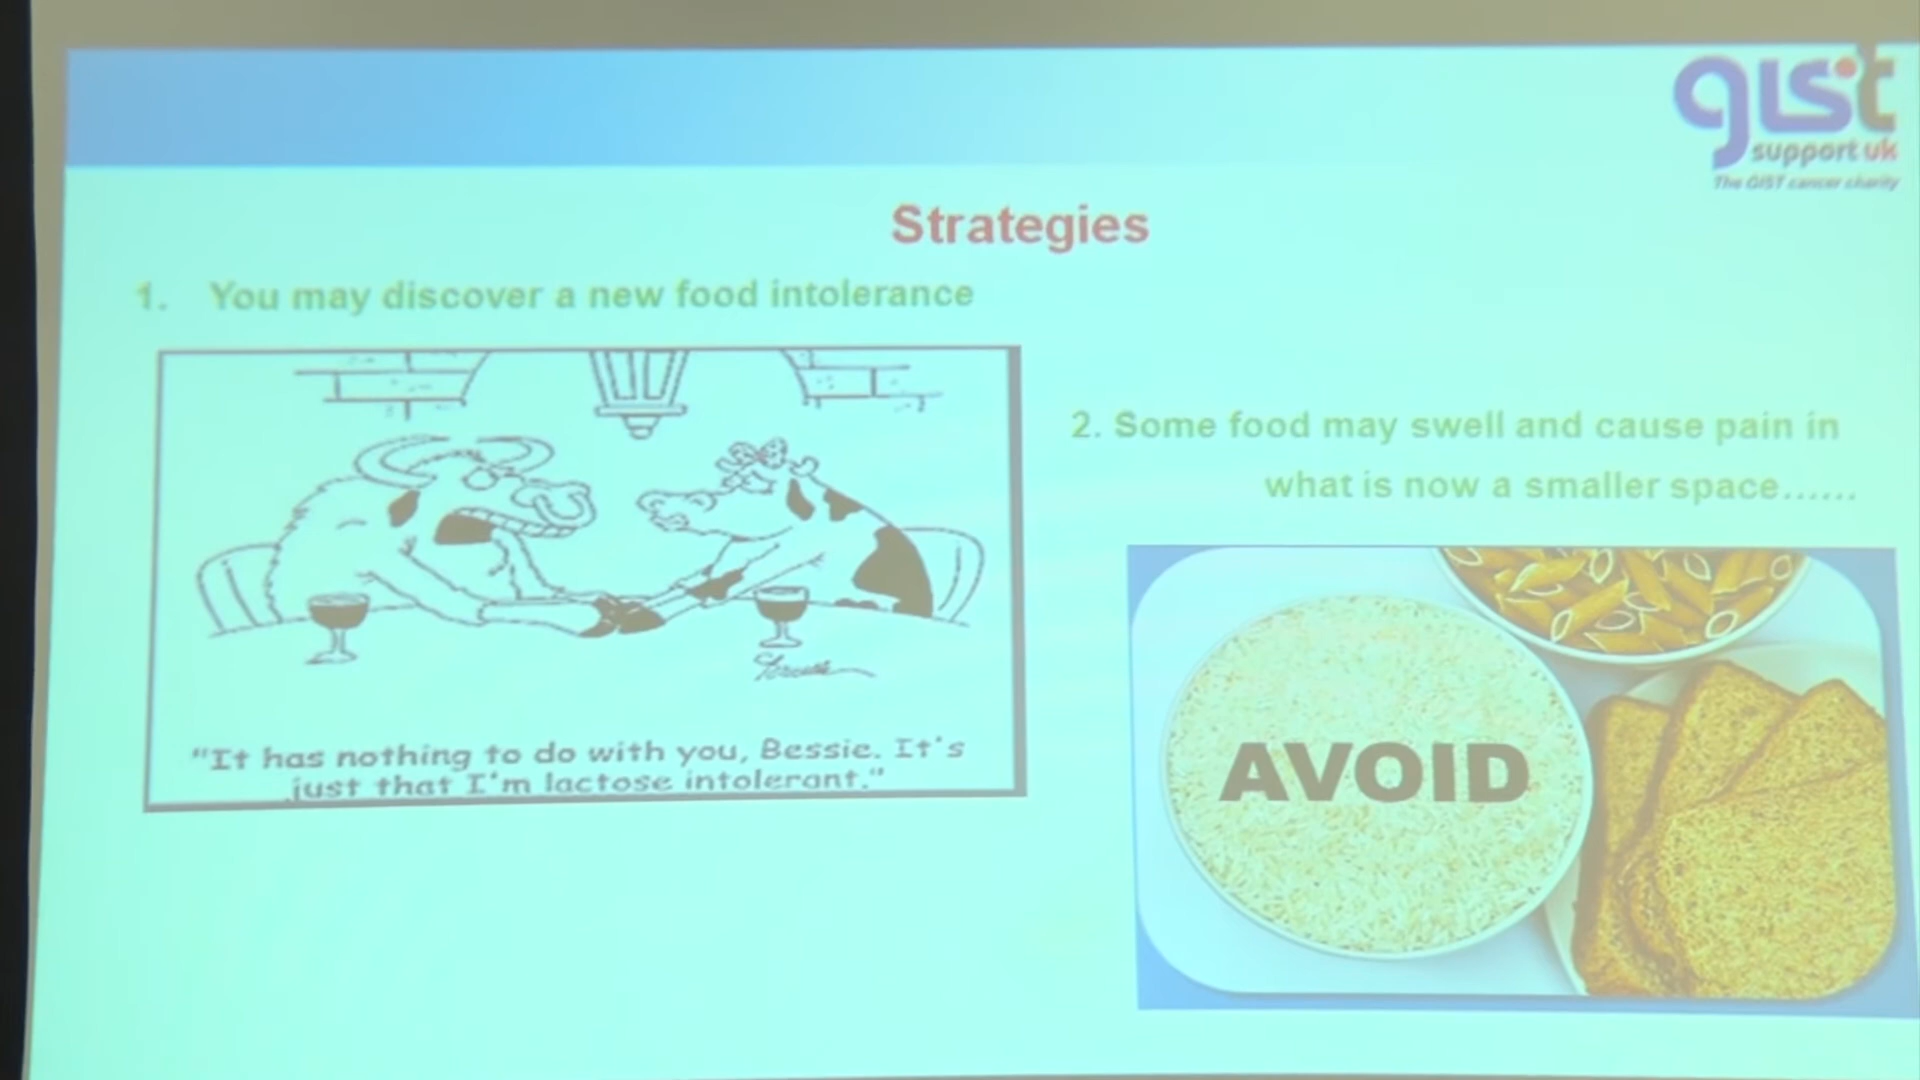 gist
support uk
The GIST cancer charity
Strategies
1. You may discover a new food intolerance
"It has nothing to do with you, Bessie. It's
just that I'm lactose intolerant."
2. Some food may swell and cause pain in
what is now a smaller space......
AVOID